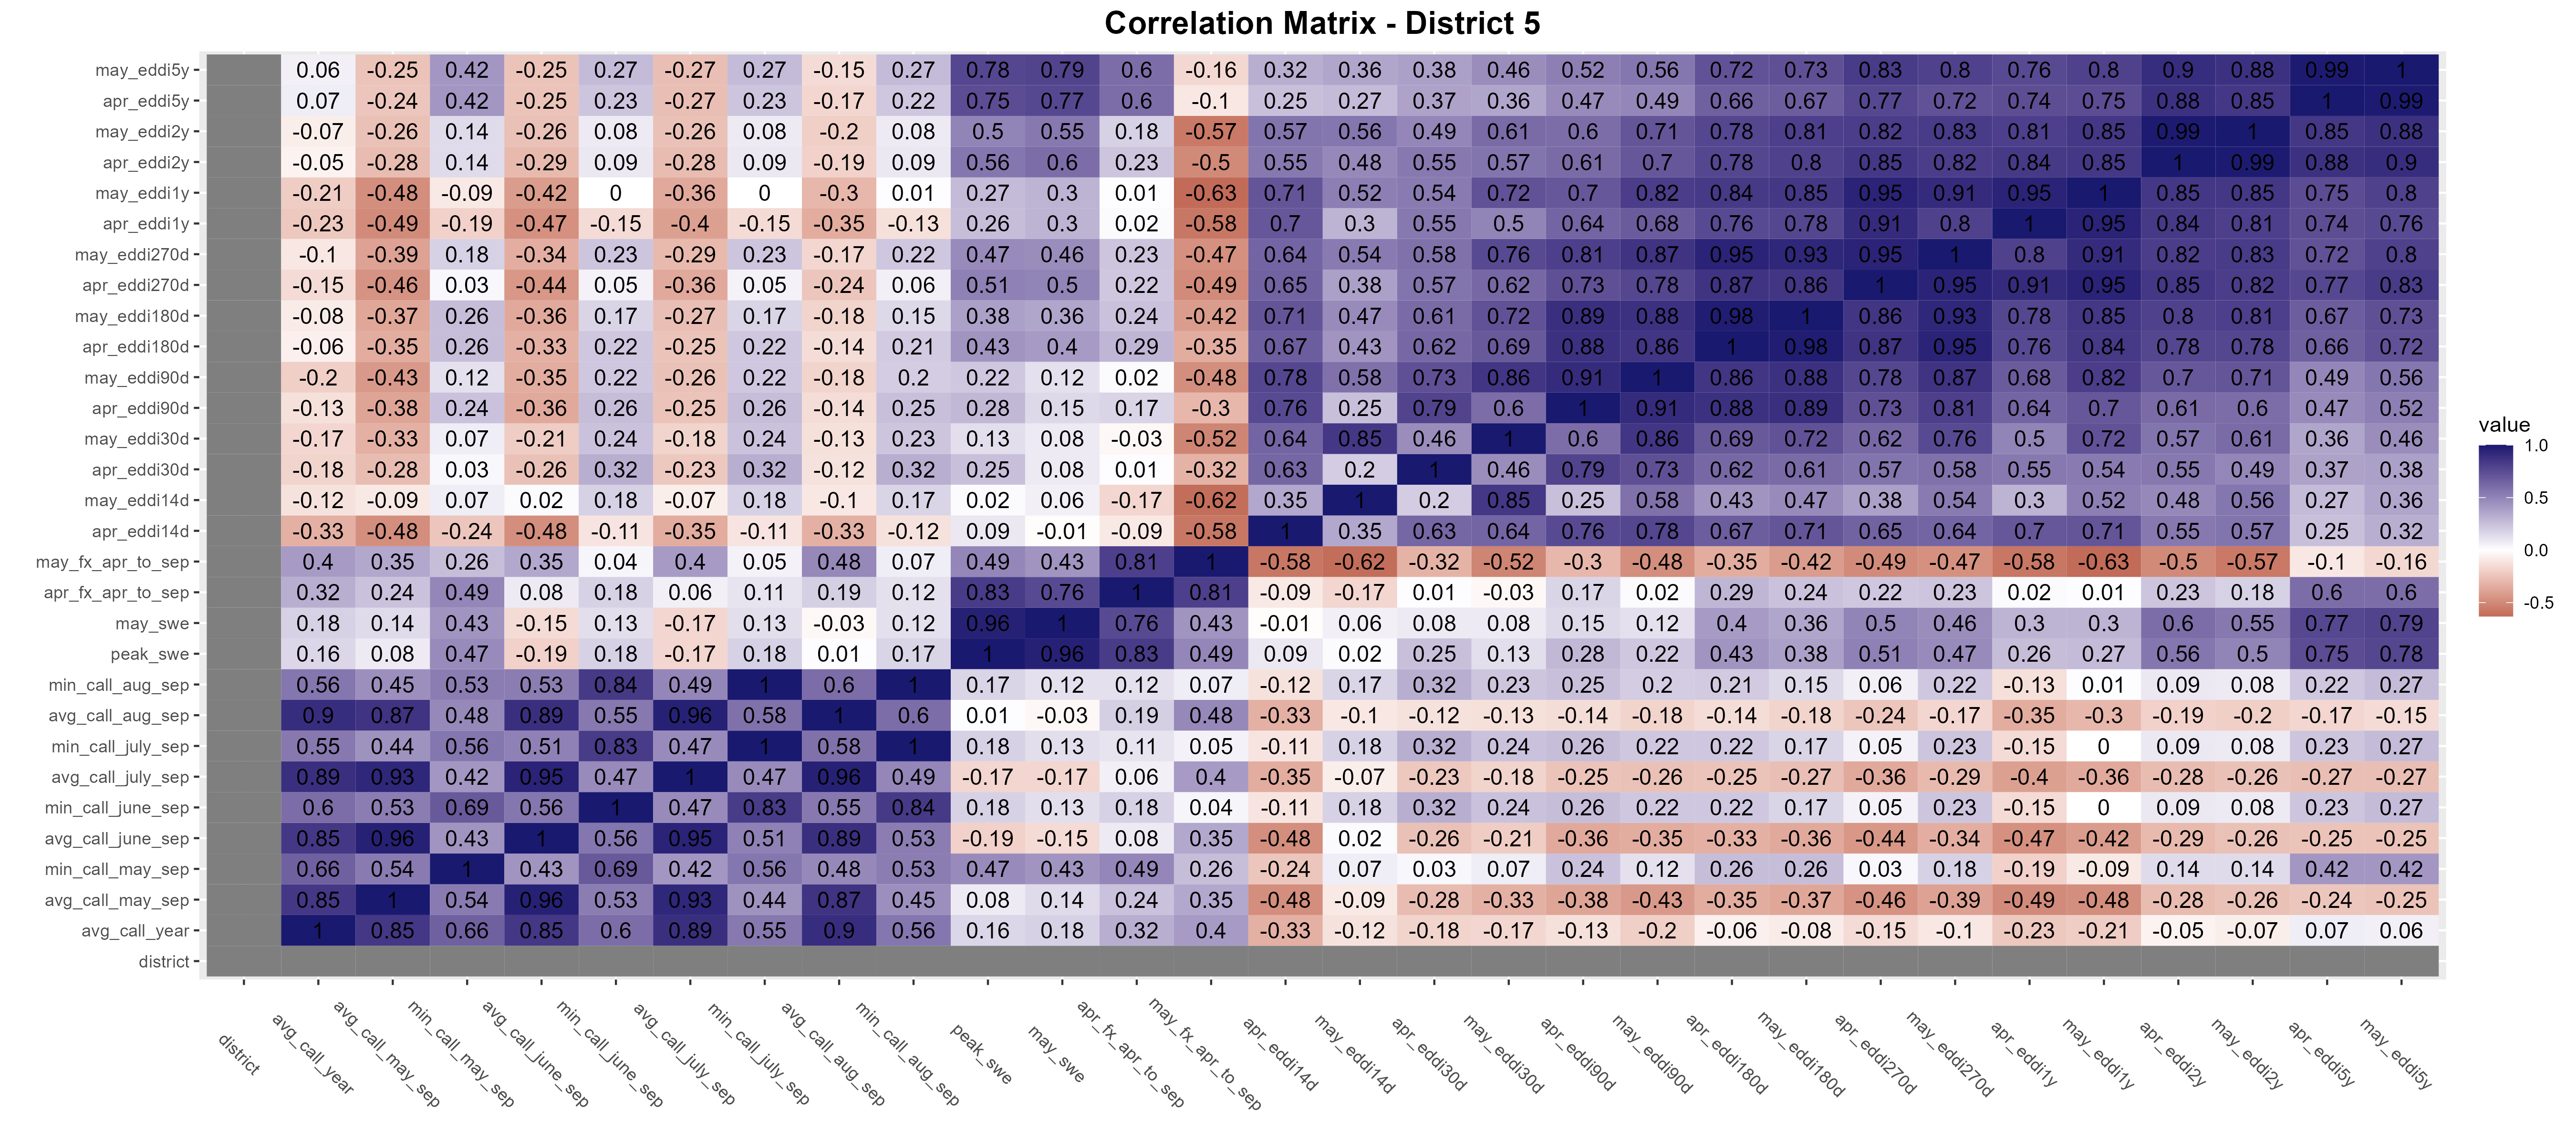 Correlation Matrix - District 5
may_eddi5y 0.06 -0.25 0.42 -0.25 0.27 -0.27 0.27 -0.15 0.27 0.78 0.79 0.6 -0.16 0.32 0.36 0.38 0.46 0.52 0.56 0.72 0.73 0.83 0.8 0.76 0.8 0.9 0.88 0.99 1
apr_eddi5y 0.07 -0.24 0.42 -0.25 0.23 -0.27 0.23 -0.17 0.22 0.75 0.77 0.6 -0.1 0.25 0.27 0.37 0.36 0.47 0.49 0.66 0.67 0.77 0.72 0.74 0.75 0.88 0.85 1 0.99
may_eddi2y -0.07 -0.26 0.14 -0.26 0.08 -0.26 0.08 -0.2 0.08 0.5 0.55 0.18 -0.57 0.57 0.56 0.49 0.61 0.6 0.71 0.78 0.81 0.82 0.83 0.81 0.85 0.99 1 0.85 0.88
apr_eddi2y -0.05 -0.28 0.14 -0.29 0.09 -0.28 0.09 -0.19 0.09 0.56 0.6 0.23 -0.5 0.55 0.48 0.55 0.57 0.61 0.7 0.78 0.8 0.85 0.82 0.84 0.85 1 0.99 0.88 0.9
may_eddi1y -0.21 -0.48 -0.09 -0.42 0 -0.36 0 -0.3 0.01 0.27 0.3 0.01 -0.63 0.71 0.52 0.54 0.72 0.7 0.82 0.84 0.85 0.95 0.91 0.95 1 0.85 0.85 0.75 0.8
apr_eddi1y -0.23 -0.49 -0.19 -0.47 -0.15 -0.4 -0.15 -0.35 -0.13 0.26 0.3 0.02 -0.58 0.7 0.3 0.55 0.5 0.64 0.68 0.76 0.78 0.91 0.8 1 0.95 0.84 0.81 0.74 0.76
may_eddi270d -0.1 -0.39 0.18 -0.34 0.23 -0.29 0.23 -0.17 0.22 0.47 0.46 0.23 -0.47 0.64 0.54 0.58 0.76 0.81 0.87 0.95 0.93 0.95 1 0.8 0.91 0.82 0.83 0.72 0.8
apr_eddi270d -0.15 -0.46 0.03 -0.44 0.05 -0.36 0.05 -0.24 0.06 0.51 0.5 0.22 -0.49 0.65 0.38 0.57 0.62 0.73 0.78 0.87 0.86 1 0.95 0.91 0.95 0.85 0.82 0.77 0.83
may_eddi180d -0.08 -0.37 0.26 -0.36 0.17 -0.27 0.17 -0.18 0.15 0.38 0.36 0.24 -0.42 0.71 0.47 0.61 0.72 0.89 0.88 0.98 1 0.86 0.93 0.78 0.85 0.8 0.81 0.67 0.73
apr_eddi180d -0.06 -0.35 0.26 -0.33 0.22 -0.25 0.22 -0.14 0.21 0.43 0.4 0.29 -0.35 0.67 0.43 0.62 0.69 0.88 0.86 1 0.98 0.87 0.95 0.76 0.84 0.78 0.78 0.66 0.72
may_eddi90d -0.2 -0.43 0.12 -0.35 0.22 -0.26 0.22 -0.18 0.2 0.22 0.12 0.02 -0.48 0.78 0.58 0.73 0.86 0.91 1 0.86 0.88 0.78 0.87 0.68 0.82 0.7 0.71 0.49 0.56
apr_eddi90d -0.13 -0.38 0.24 -0.36 0.26 -0.25 0.26 -0.14 0.25 0.28 0.15 0.17 -0.3 0.76 0.25 0.79 0.6 1 0.91 0.88 0.89 0.73 0.81 0.64 0.7 0.61 0.6 0.47 0.52
may_eddi30d -0.17 -0.33 0.07 -0.21 0.24 -0.18 0.24 -0.13 0.23 0.13 0.08 -0.03 -0.52 0.64 0.85 0.46 1 0.6 0.86 0.69 0.72 0.62 0.76 0.5 0.72 0.57 0.61 0.36 0.46
apr_eddi30d -0.18 -0.28 0.03 -0.26 0.32 -0.23 0.32 -0.12 0.32 0.25 0.08 0.01 -0.32 0.63 0.2 1 0.46 0.79 0.73 0.62 0.61 0.57 0.58 0.55 0.54 0.55 0.49 0.37 0.38
may_eddi14d -0.12 -0.09 0.07 0.02 0.18 -0.07 0.18 -0.1 0.17 0.02 0.06 -0.17 -0.62 0.35 1 0.2 0.85 0.25 0.58 0.43 0.47 0.38 0.54 0.3 0.52 0.48 0.56 0.27 0.36
apr_eddi14d -0.33 -0.48 -0.24 -0.48 -0.11 -0.35 -0.11 -0.33 -0.12 0.09 -0.01 -0.09 -0.58 1 0.35 0.63 0.64 0.76 0.78 0.67 0.71 0.65 0.64 0.7 0.71 0.55 0.57 0.25 0.32
may_fx_apr_to_sep 0.4 0.35 0.26 0.35 0.04 0.4 0.05 0.48 0.07 0.49 0.43 0.81 1 -0.58 -0.62 -0.32 -0.52 -0.3 -0.48 -0.35 -0.42 -0.49 -0.47 -0.58 -0.63 -0.5 -0.57 -0.1 -0.16
apr_fx_apr_to_sep 0.32 0.24 0.49 0.08 0.18 0.06 0.11 0.19 0.12 0.83 0.76 1 0.81 -0.09 -0.17 0.01 -0.03 0.17 0.02 0.29 0.24 0.22 0.23 0.02 0.01 0.23 0.18 0.6 0.6
may_swe 0.18 0.14 0.43 -0.15 0.13 -0.17 0.13 -0.03 0.12 0.96 1 0.76 0.43 -0.01 0.06 0.08 0.08 0.15 0.12 0.4 0.36 0.5 0.46 0.3 0.3 0.6 0.55 0.77 0.79
peak_swe 0.16 0.08 0.47 -0.19 0.18 -0.17 0.18 0.01 0.17 1 0.96 0.83 0.49 0.09 0.02 0.25 0.13 0.28 0.22 0.43 0.38 0.51 0.47 0.26 0.27 0.56 0.5 0.75 0.78
min_call_aug_sep 0.56 0.45 0.53 0.53 0.84 0.49 1 0.6 1 0.17 0.12 0.12 0.07 -0.12 0.17 0.32 0.23 0.25 0.2 0.21 0.15 0.06 0.22 -0.13 0.01 0.09 0.08 0.22 0.27
avg_call_aug_sep 0.9 0.87 0.48 0.89 0.55 0.96 0.58 1 0.6 0.01 -0.03 0.19 0.48 -0.33 -0.1 -0.12 -0.13 -0.14 -0.18 -0.14 -0.18 -0.24 -0.17 -0.35 -0.3 -0.19 -0.2 -0.17 -0.15
min_call_july_sep 0.55 0.44 0.56 0.51 0.83 0.47 1 0.58 1 0.18 0.13 0.11 0.05 -0.11 0.18 0.32 0.24 0.26 0.22 0.22 0.17 0.05 0.23 -0.15 0 0.09 0.08 0.23 0.27
avg_call_july_sep 0.89 0.93 0.42 0.95 0.47 1 0.47 0.96 0.49 -0.17 -0.17 0.06 0.4 -0.35 -0.07 -0.23 -0.18 -0.25 -0.26 -0.25 -0.27 -0.36 -0.29 -0.4 -0.36 -0.28 -0.26 -0.27 -0.27
min_call_june_sep 0.6 0.53 0.69 0.56 1 0.47 0.83 0.55 0.84 0.18 0.13 0.18 0.04 -0.11 0.18 0.32 0.24 0.26 0.22 0.22 0.17 0.05 0.23 -0.15 0 0.09 0.08 0.23 0.27
avg_call_june_sep 0.85 0.96 0.43 1 0.56 0.95 0.51 0.89 0.53 -0.19 -0.15 0.08 0.35 -0.48 0.02 -0.26 -0.21 -0.36 -0.35 -0.33 -0.36 -0.44 -0.34 -0.47 -0.42 -0.29 -0.26 -0.25 -0.25
min_call_may_sep 0.66 0.54 1 0.43 0.69 0.42 0.56 0.48 0.53 0.47 0.43 0.49 0.26 -0.24 0.07 0.03 0.07 0.24 0.12 0.26 0.26 0.03 0.18 -0.19 -0.09 0.14 0.14 0.42 0.42
avg_call_may_sep 0.85 1 0.54 0.96 0.53 0.93 0.44 0.87 0.45 0.08 0.14 0.24 0.35 -0.48 -0.09 -0.28 -0.33 -0.38 -0.43 -0.35 -0.37 -0.46 -0.39 -0.49 -0.48 -0.28 -0.26 -0.24 -0.25
avg_call_year 1 0.85 0.66 0.85 0.6 0.89 0.55 0.9 0.56 0.16 0.18 0.32 0.4 -0.33 -0.12 -0.18 -0.17 -0.13 -0.2 -0.06 -0.08 -0.15 -0.1 -0.23 -0.21 -0.05 -0.07 0.07 0.06
district
district avg_call_year avg_call_may_sep min_call_may_sep avg_call_june_sep min_call_june_sep avg_call_july_sep min_call_july_sep avg_call_aug_sep min_call_aug_sep peak_swe may_swe apr_fx_apr_to_sep may_fx_apr_to_sep apr_eddi14d may_eddi14d apr_eddi30d may_eddi30d apr_eddi90d may_eddi90d apr_eddi180d may_eddi180d apr_eddi270d may_eddi270d apr_eddi1y may_eddi1y apr_eddi2y may_eddi2y apr_eddi5y may_eddi5y
value
1.0
0.5
0.0
-0.5